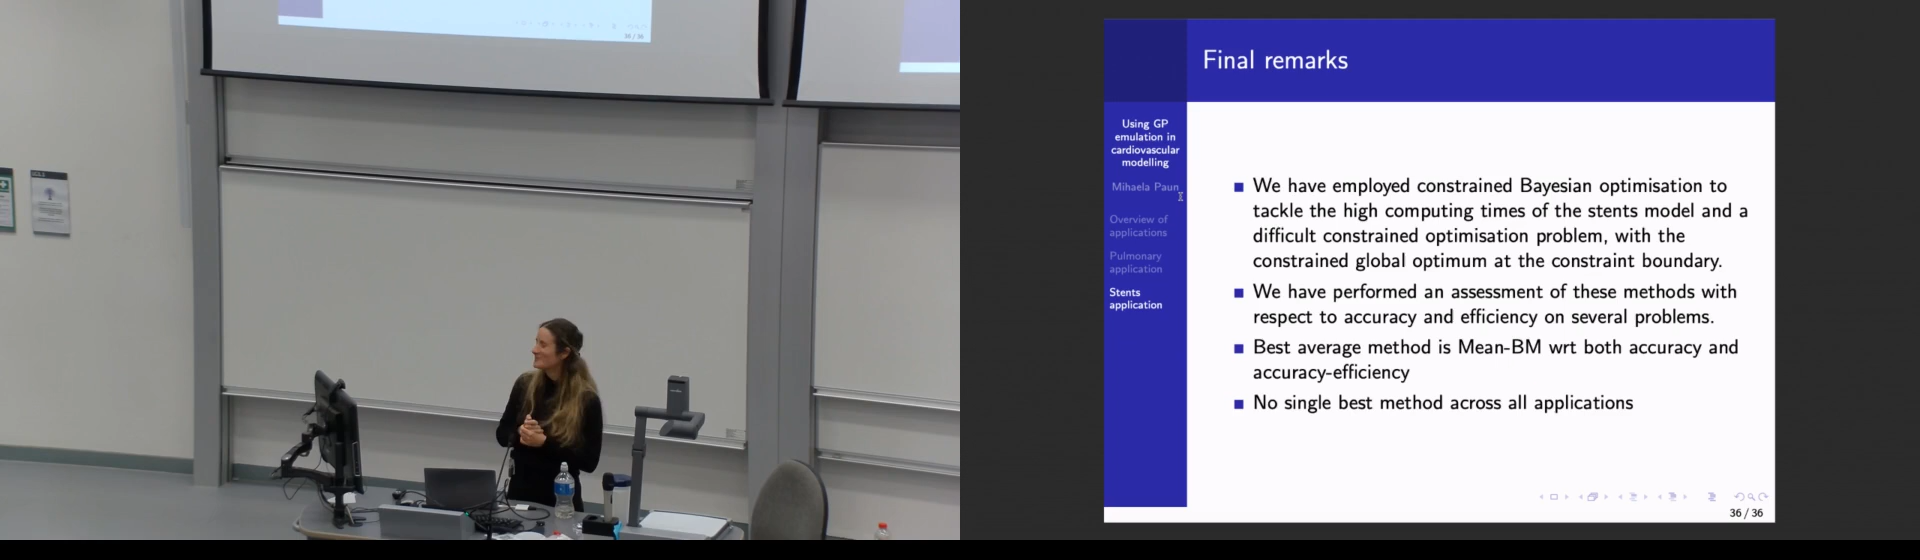 36 / 36
Final remarks
Using GP
emulation in
cardiovascular
modelling
Mihaela Paun
Overview of
applications
Pulmonary
application
Stents
application
We have employed constrained Bayesian optimisation to
tackle the high computing times of the stents model and a
difficult constrained optimisation problem, with the
constrained global optimum at the constraint boundary.
We have performed an assessment of these methods with
respect to accuracy and efficiency on several problems.
Best average method is Mean-BM wrt both accuracy and
accuracy-efficiency
No single best method across all applications
36 / 36